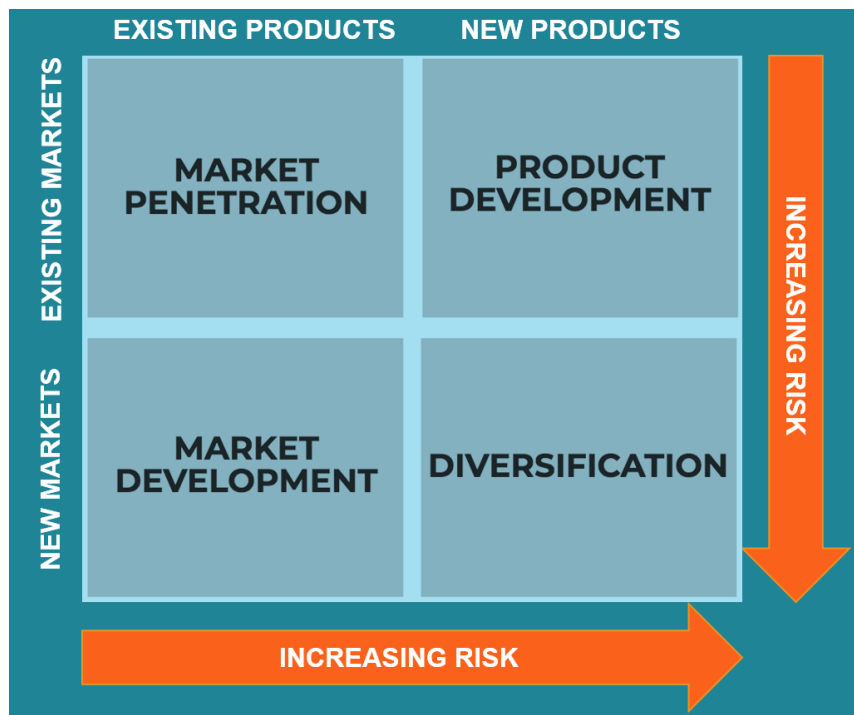 EXISTING PRODUCTS
NEW PRODUCTS
EXISTING MARKETS
MARKET
PENETRATION
PRODUCT
DEVELOPMENT
INCREASING RISK
NEW MARKETS
MARKET
DEVELOPMENT
DIVERSIFICATION
INCREASING RISK